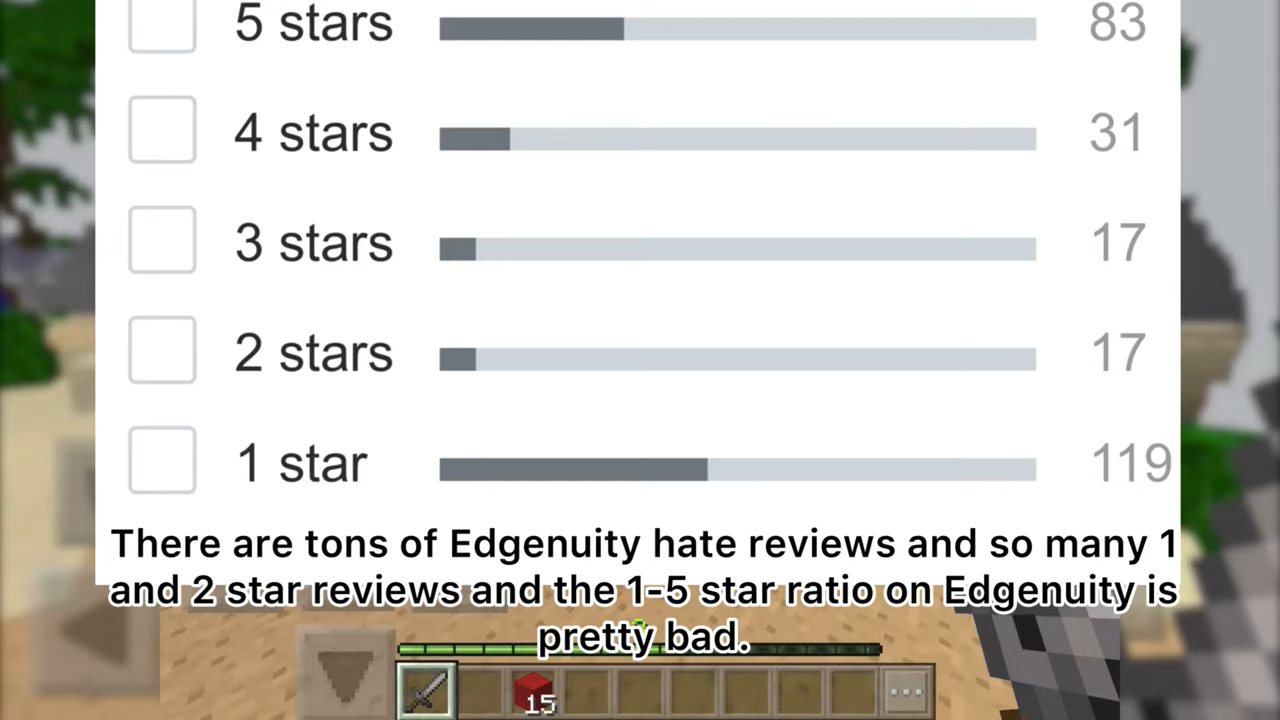 5 stars 83
4 stars 31
3 stars 17
2 stars 17
1 star 119
There are tons of Edgenuity hate reviews and so many 1
and 2 star reviews and the 1-5 star ratio on Edgenuity is
pretty bad.
15